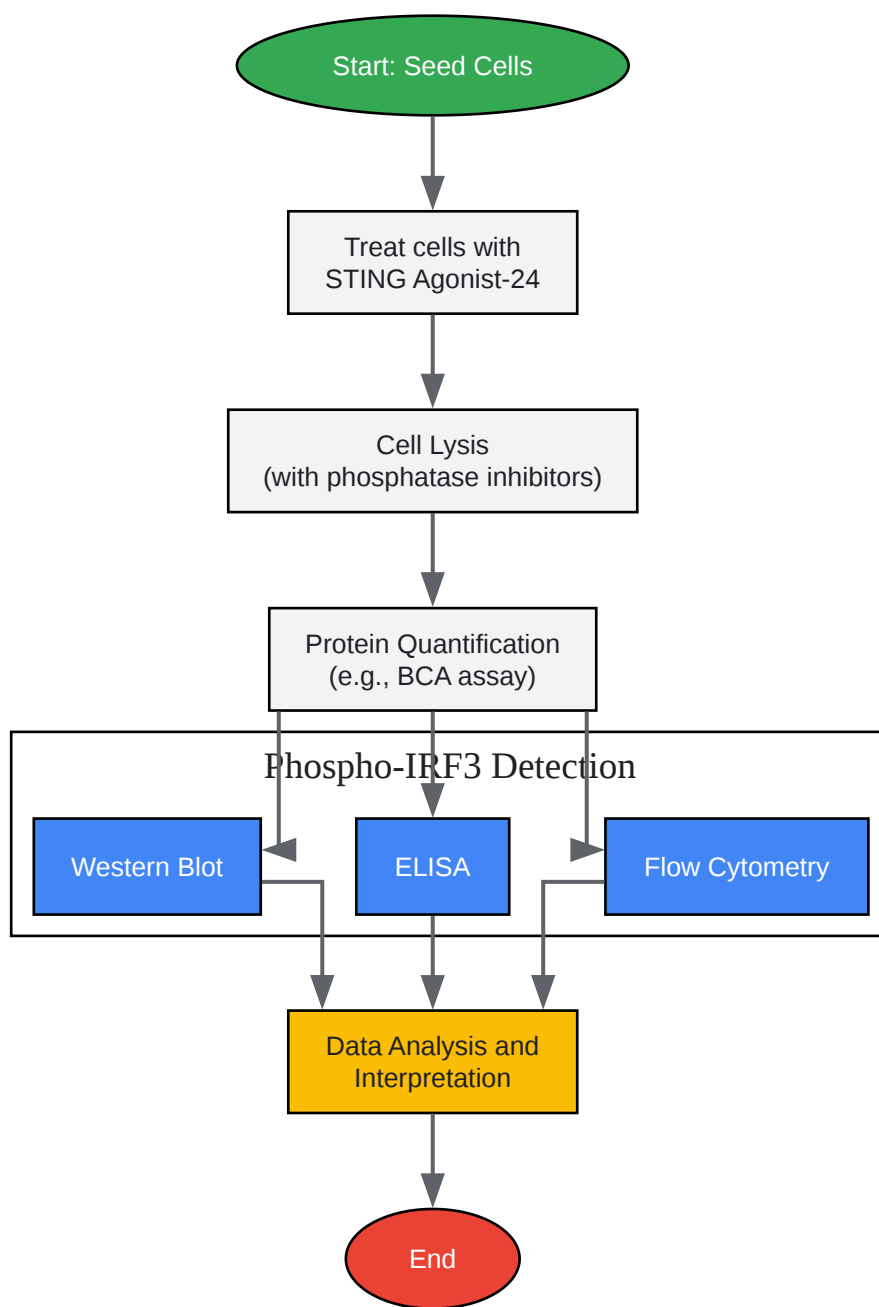 Start: Seed Cells
Treat cells with
STING Agonist-24
Cell Lysis
(with phosphatase inhibitors)
Protein Quantification
(e.g., BCA assay)
Phospho-IRF3 Detection
Western Blot
ELISA
Flow Cytometry
Data Analysis and
Interpretation
End